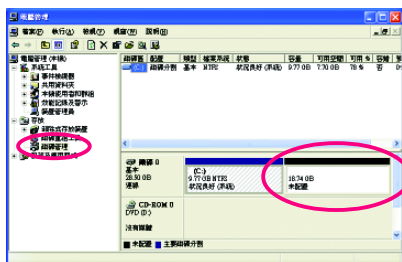 電腦管理
檔案(F) 執行(A) 檢視(V) 視窗(W) 說明(H)
電腦管理 (本機)
系統工具
事件檢視器
共用資料夾
本機使用者和群組
效能記錄及警示
裝置管理員
存放
卸除式存放裝置
磁碟重組工具
磁碟管理
服務及應用程式
磁碟區 配置 類型 檔案系統 狀態 容量 可用空間 可用 %
(C:) 磁碟分割 基本 NTFS 狀況良好 (系統) 9.77 GB 7.70 GB 78 % 否
磁碟 0
基本
28.50 GB
連線
(C:)
9.77 GB NTFS
狀況良好 (系統)
18.74 GB
未配置
CD-ROM 0
DVD (D:)
沒有媒體
未配置 主要磁碟分割